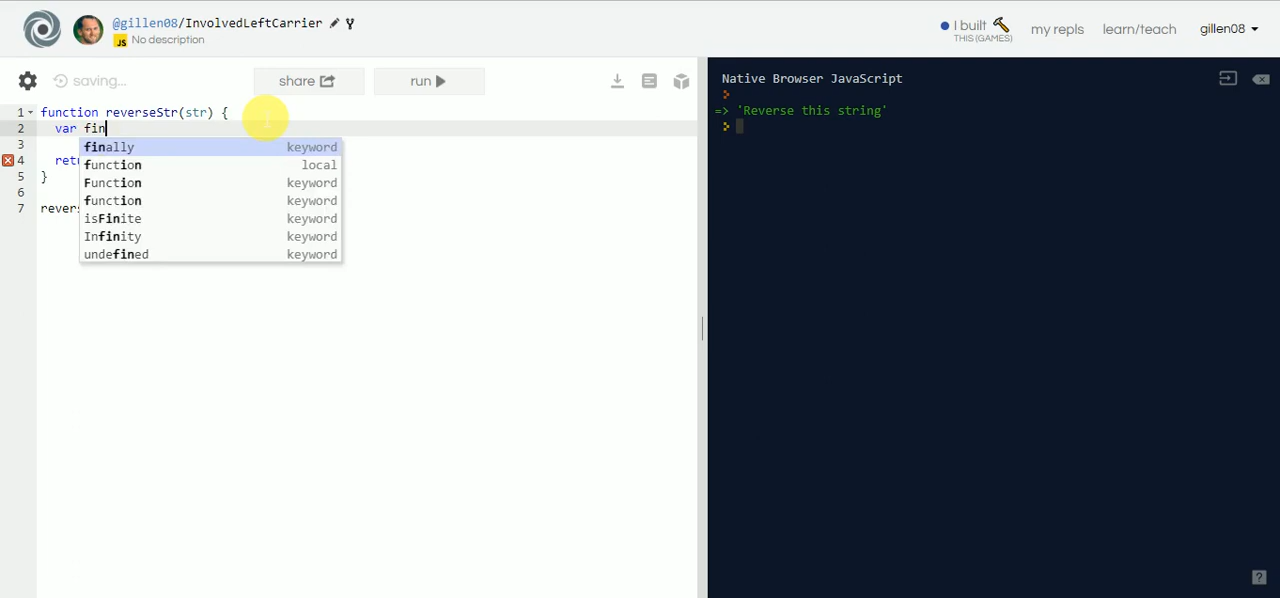 @gillen08/InvolvedLeftCarrier
JS No description
I built
THIS (GAMES)
my repls
learn/teach
gillen08
saving...
share
run
1 function reverseStr(str) {
2 var fin
3
4 retu
5 }
6
7 revers
finally keyword
function local
Function keyword
function keyword
isFinite keyword
Infinity keyword
undefined keyword
Native Browser JavaScript
=> 'Reverse this string'
?